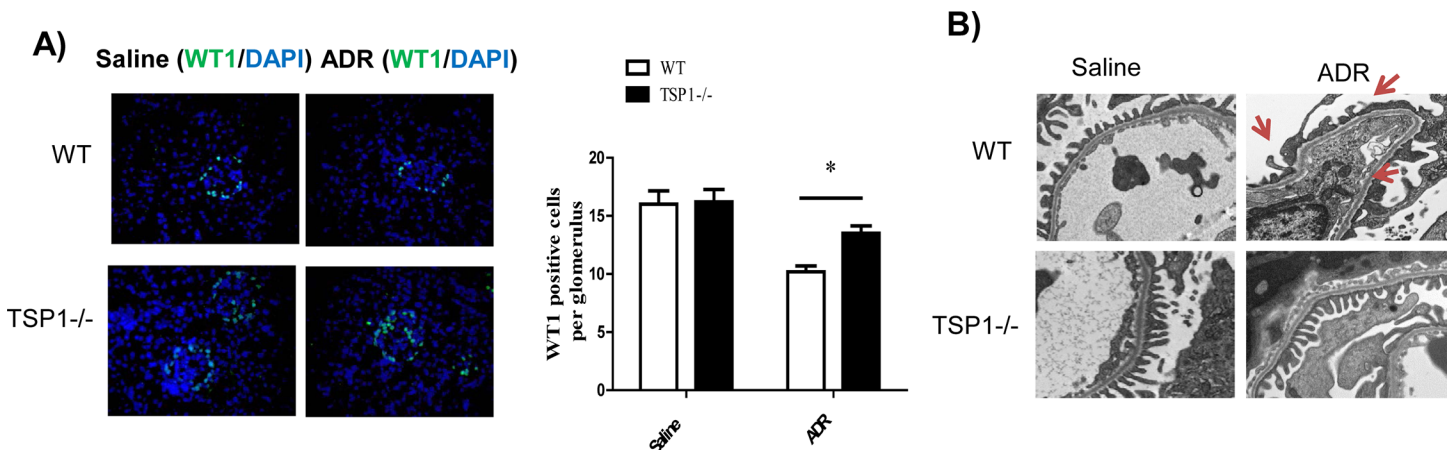 A)
Saline (WT1/DAPI) ADR (WT1/DAPI)
WT
TSP1-/-
WT
TSP1-/-
WT1 positive cells
per glomerulus
20
15
10
5
0
*
Saline
ADR
B)
Saline
ADR
WT
TSP1-/-